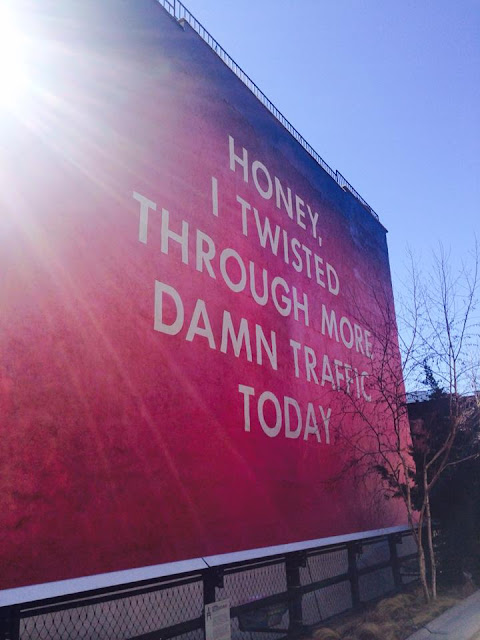 HONEY,
I TWISTED
THROUGH MORE
DAMN TRAFFIC
TODAY